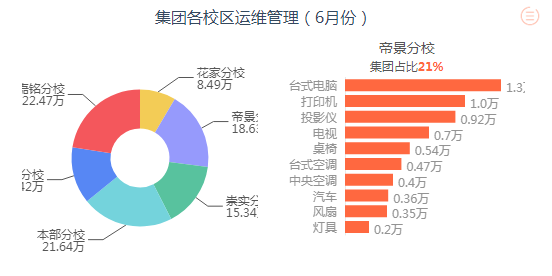 集团各校区运维管理（6月份）
花家分校
8.49万
帝景分
18.6
崇实分
15.34
本部分校
21.64万
分校
42万
铭分校
22.47万
帝景分校
集团占比21%
台式电脑 1.3
打印机 1.0万
投影仪 0.92万
电视 0.7万
桌椅 0.54万
台式空调 0.47万
中央空调 0.4万
汽车 0.36万
风扇 0.35万
灯具 0.2万